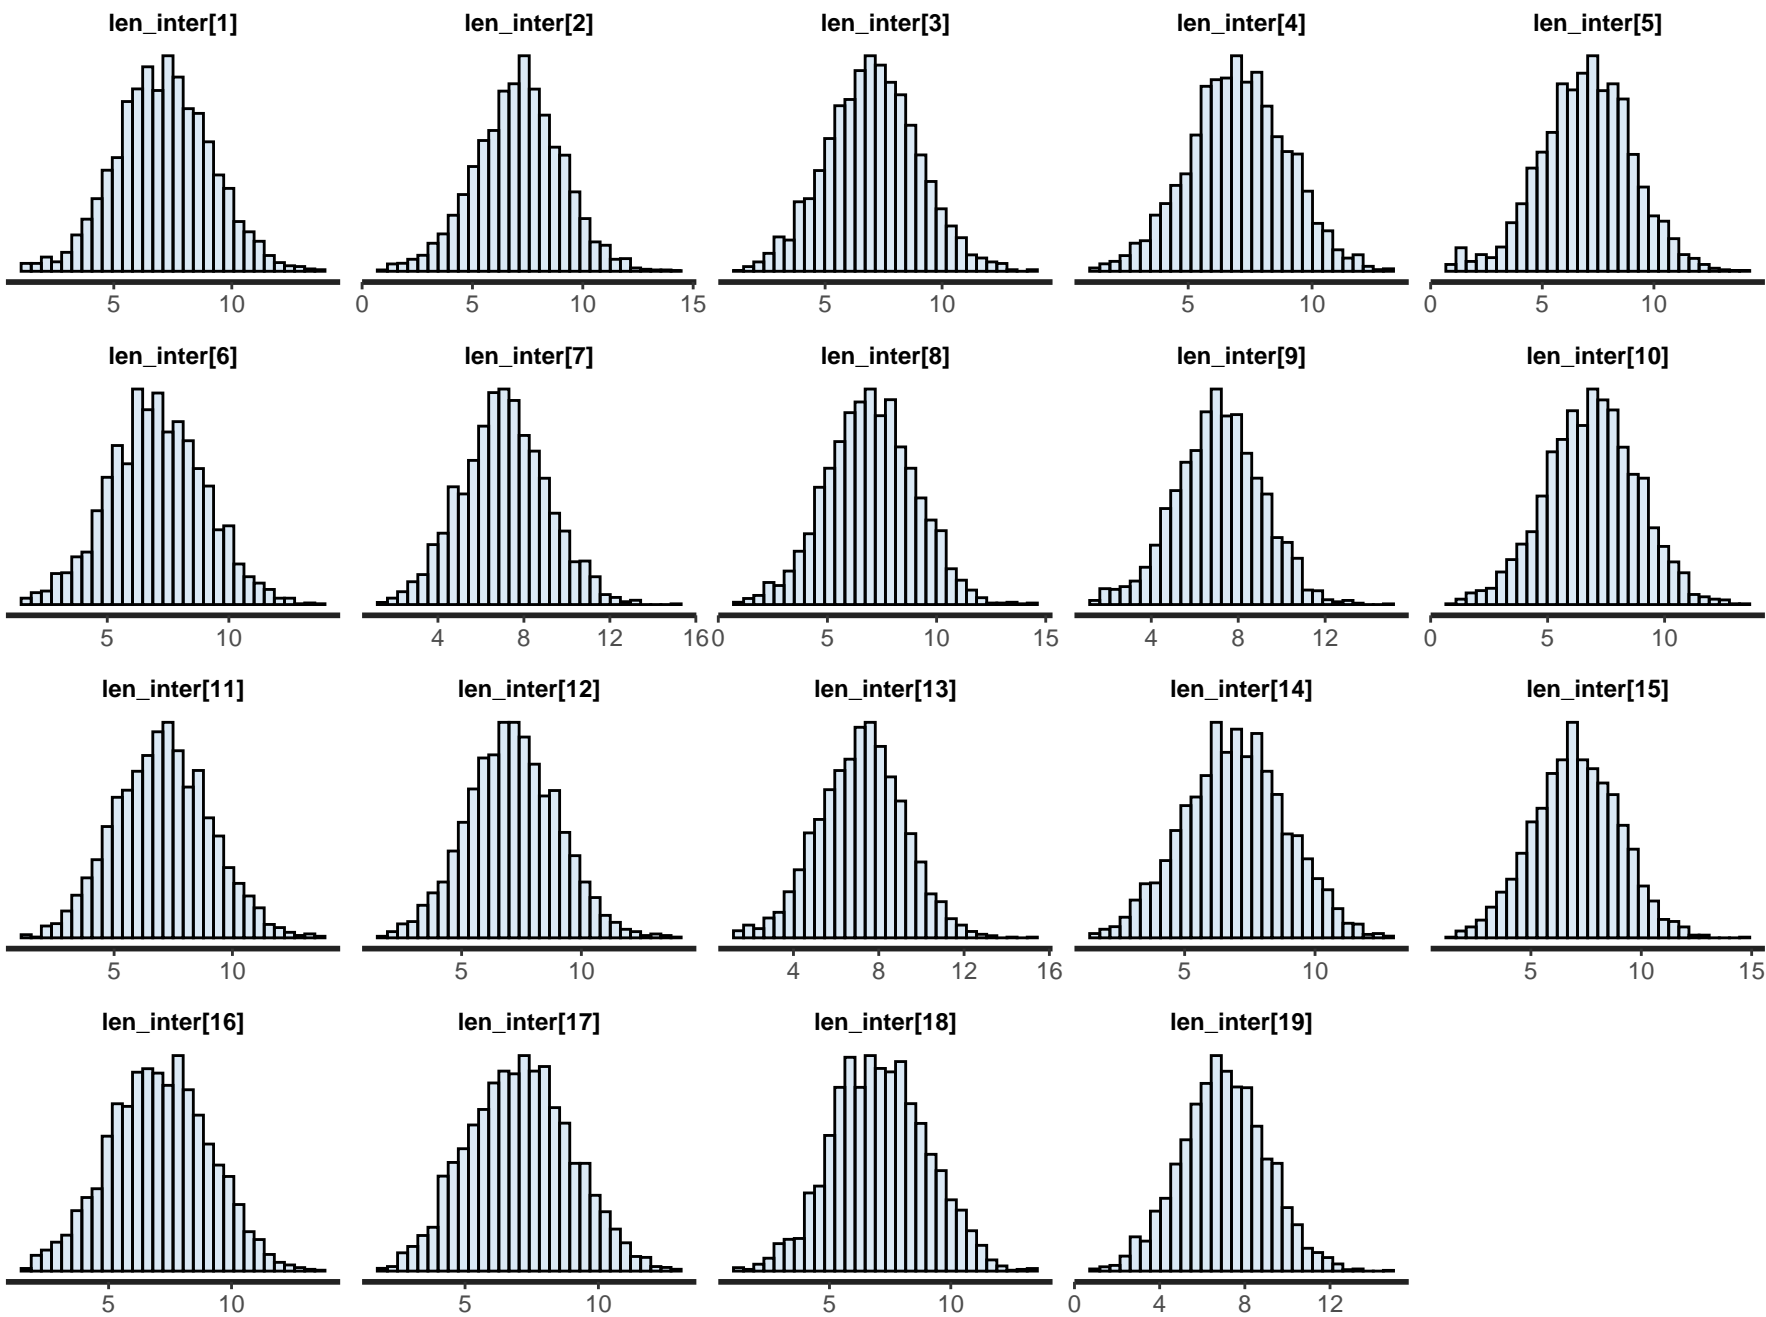 len_inter[1] len_inter[2] len_inter[3] len_inter[4] len_inter[5]
5 10 0 5 10 15 5 10 5 10 0 5 10
len_inter[6] len_inter[7] len_inter[8] len_inter[9] len_inter[10]
5 10 4 8 12 16 0 5 10 15 4 8 12 0 5 10
len_inter[11] len_inter[12] len_inter[13] len_inter[14] len_inter[15]
5 10 5 10 4 8 12 16 5 10 5 10 15
len_inter[16] len_inter[17] len_inter[18] len_inter[19]
5 10 5 10 5 10 0 4 8 12